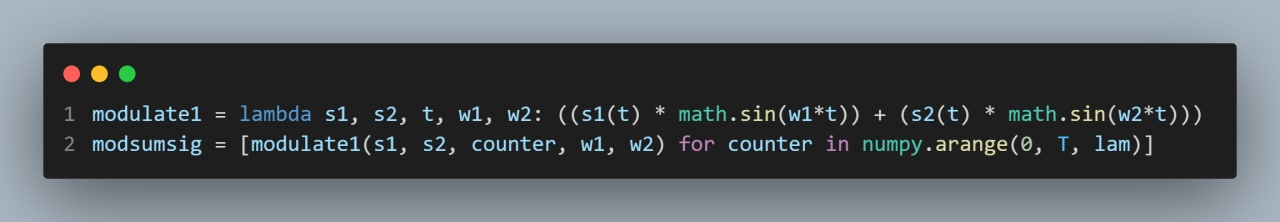 1 modulate1 = lambda s1, s2, t, w1, w2: ((s1(t) * math.sin(w1*t)) + (s2(t) * math.sin(w2*t)))
2 modsumsig = [modulate1(s1, s2, counter, w1, w2) for counter in numpy.arange(0, T, lam)]